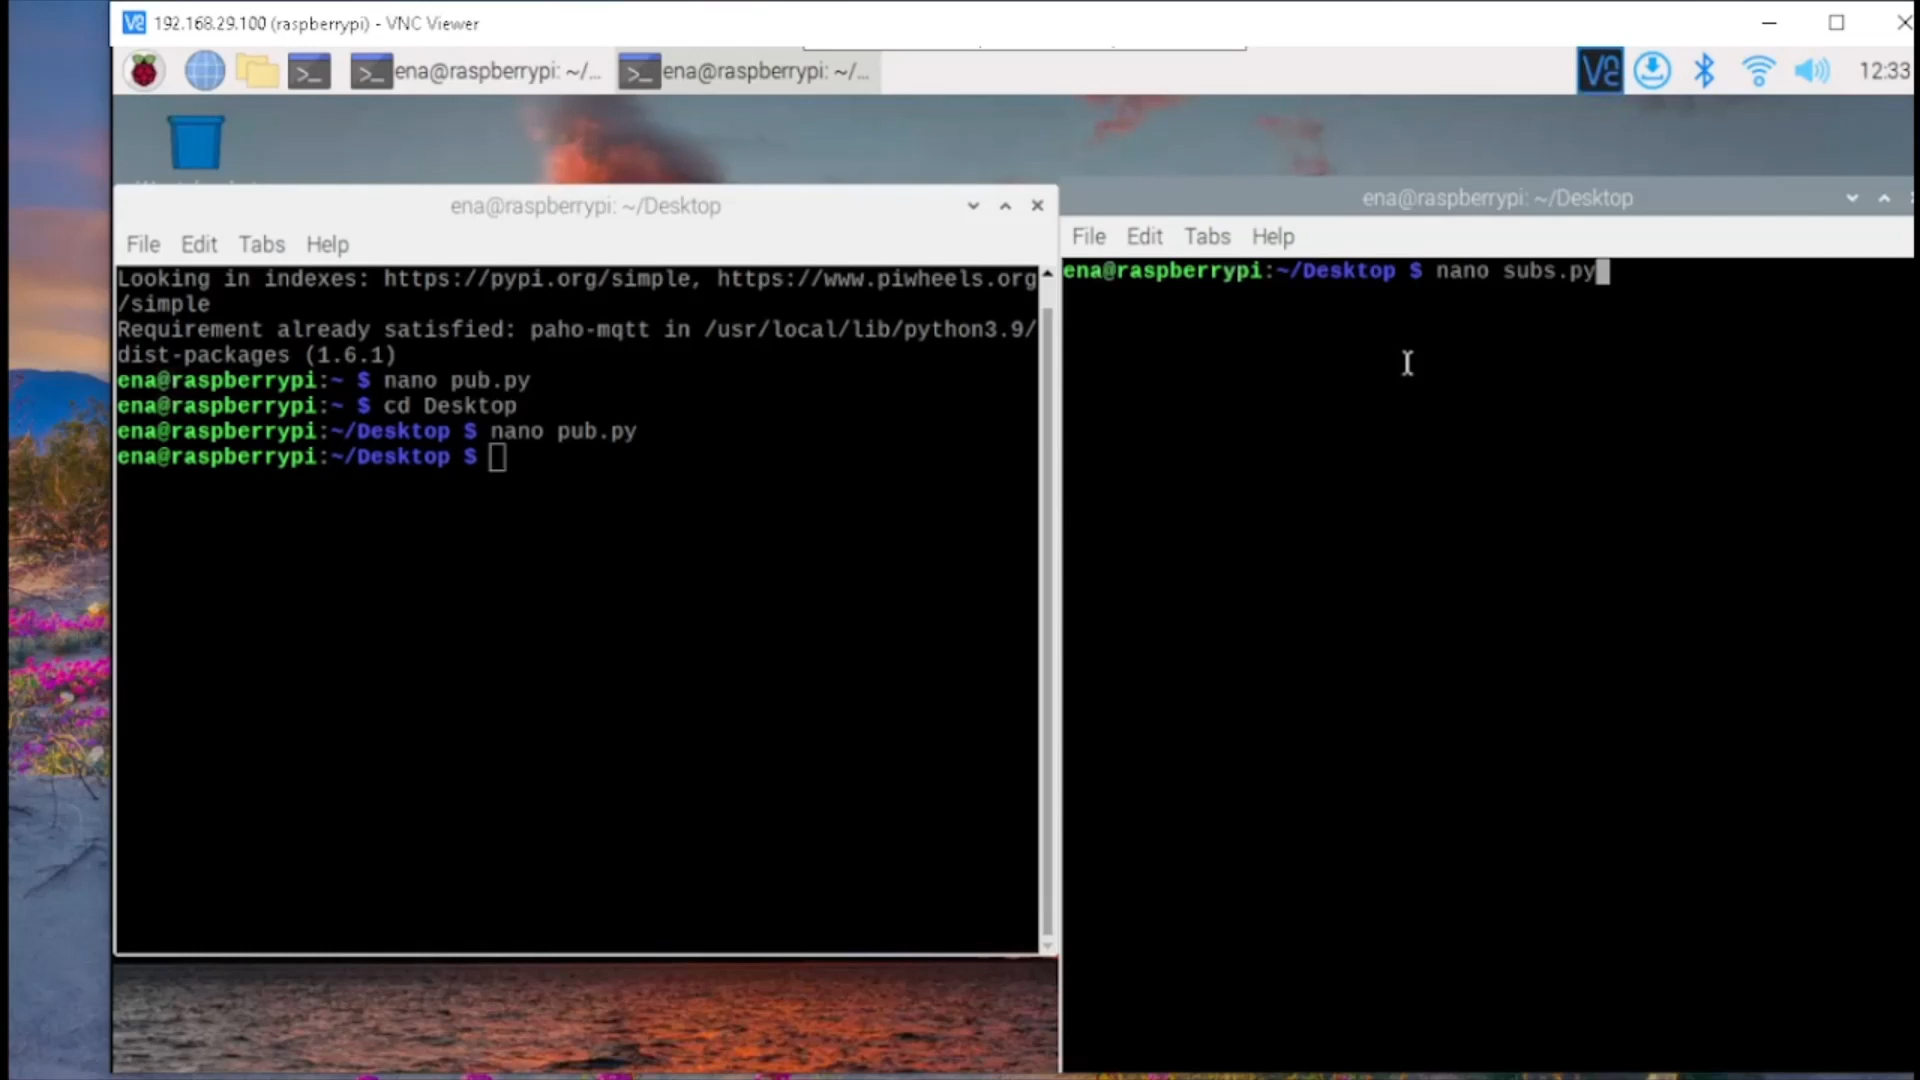 192.168.29.100 (raspberrypi) - VNC Viewer
ena@raspberrypi: ~/... ena@raspberrypi: ~/... 12:33
ena@raspberrypi: ~/Desktop
File Edit Tabs Help
Looking in indexes: https://pypi.org/simple, https://www.piwheels.org
/simple
Requirement already satisfied: paho-mqtt in /usr/local/lib/python3.9/
dist-packages (1.6.1)
ena@raspberrypi:~ $ nano pub.py
ena@raspberrypi:~ $ cd Desktop
ena@raspberrypi:~/Desktop $ nano pub.py
ena@raspberrypi:~/Desktop $
ena@raspberrypi: ~/Desktop
File Edit Tabs Help
ena@raspberrypi:~/Desktop $ nano subs.py